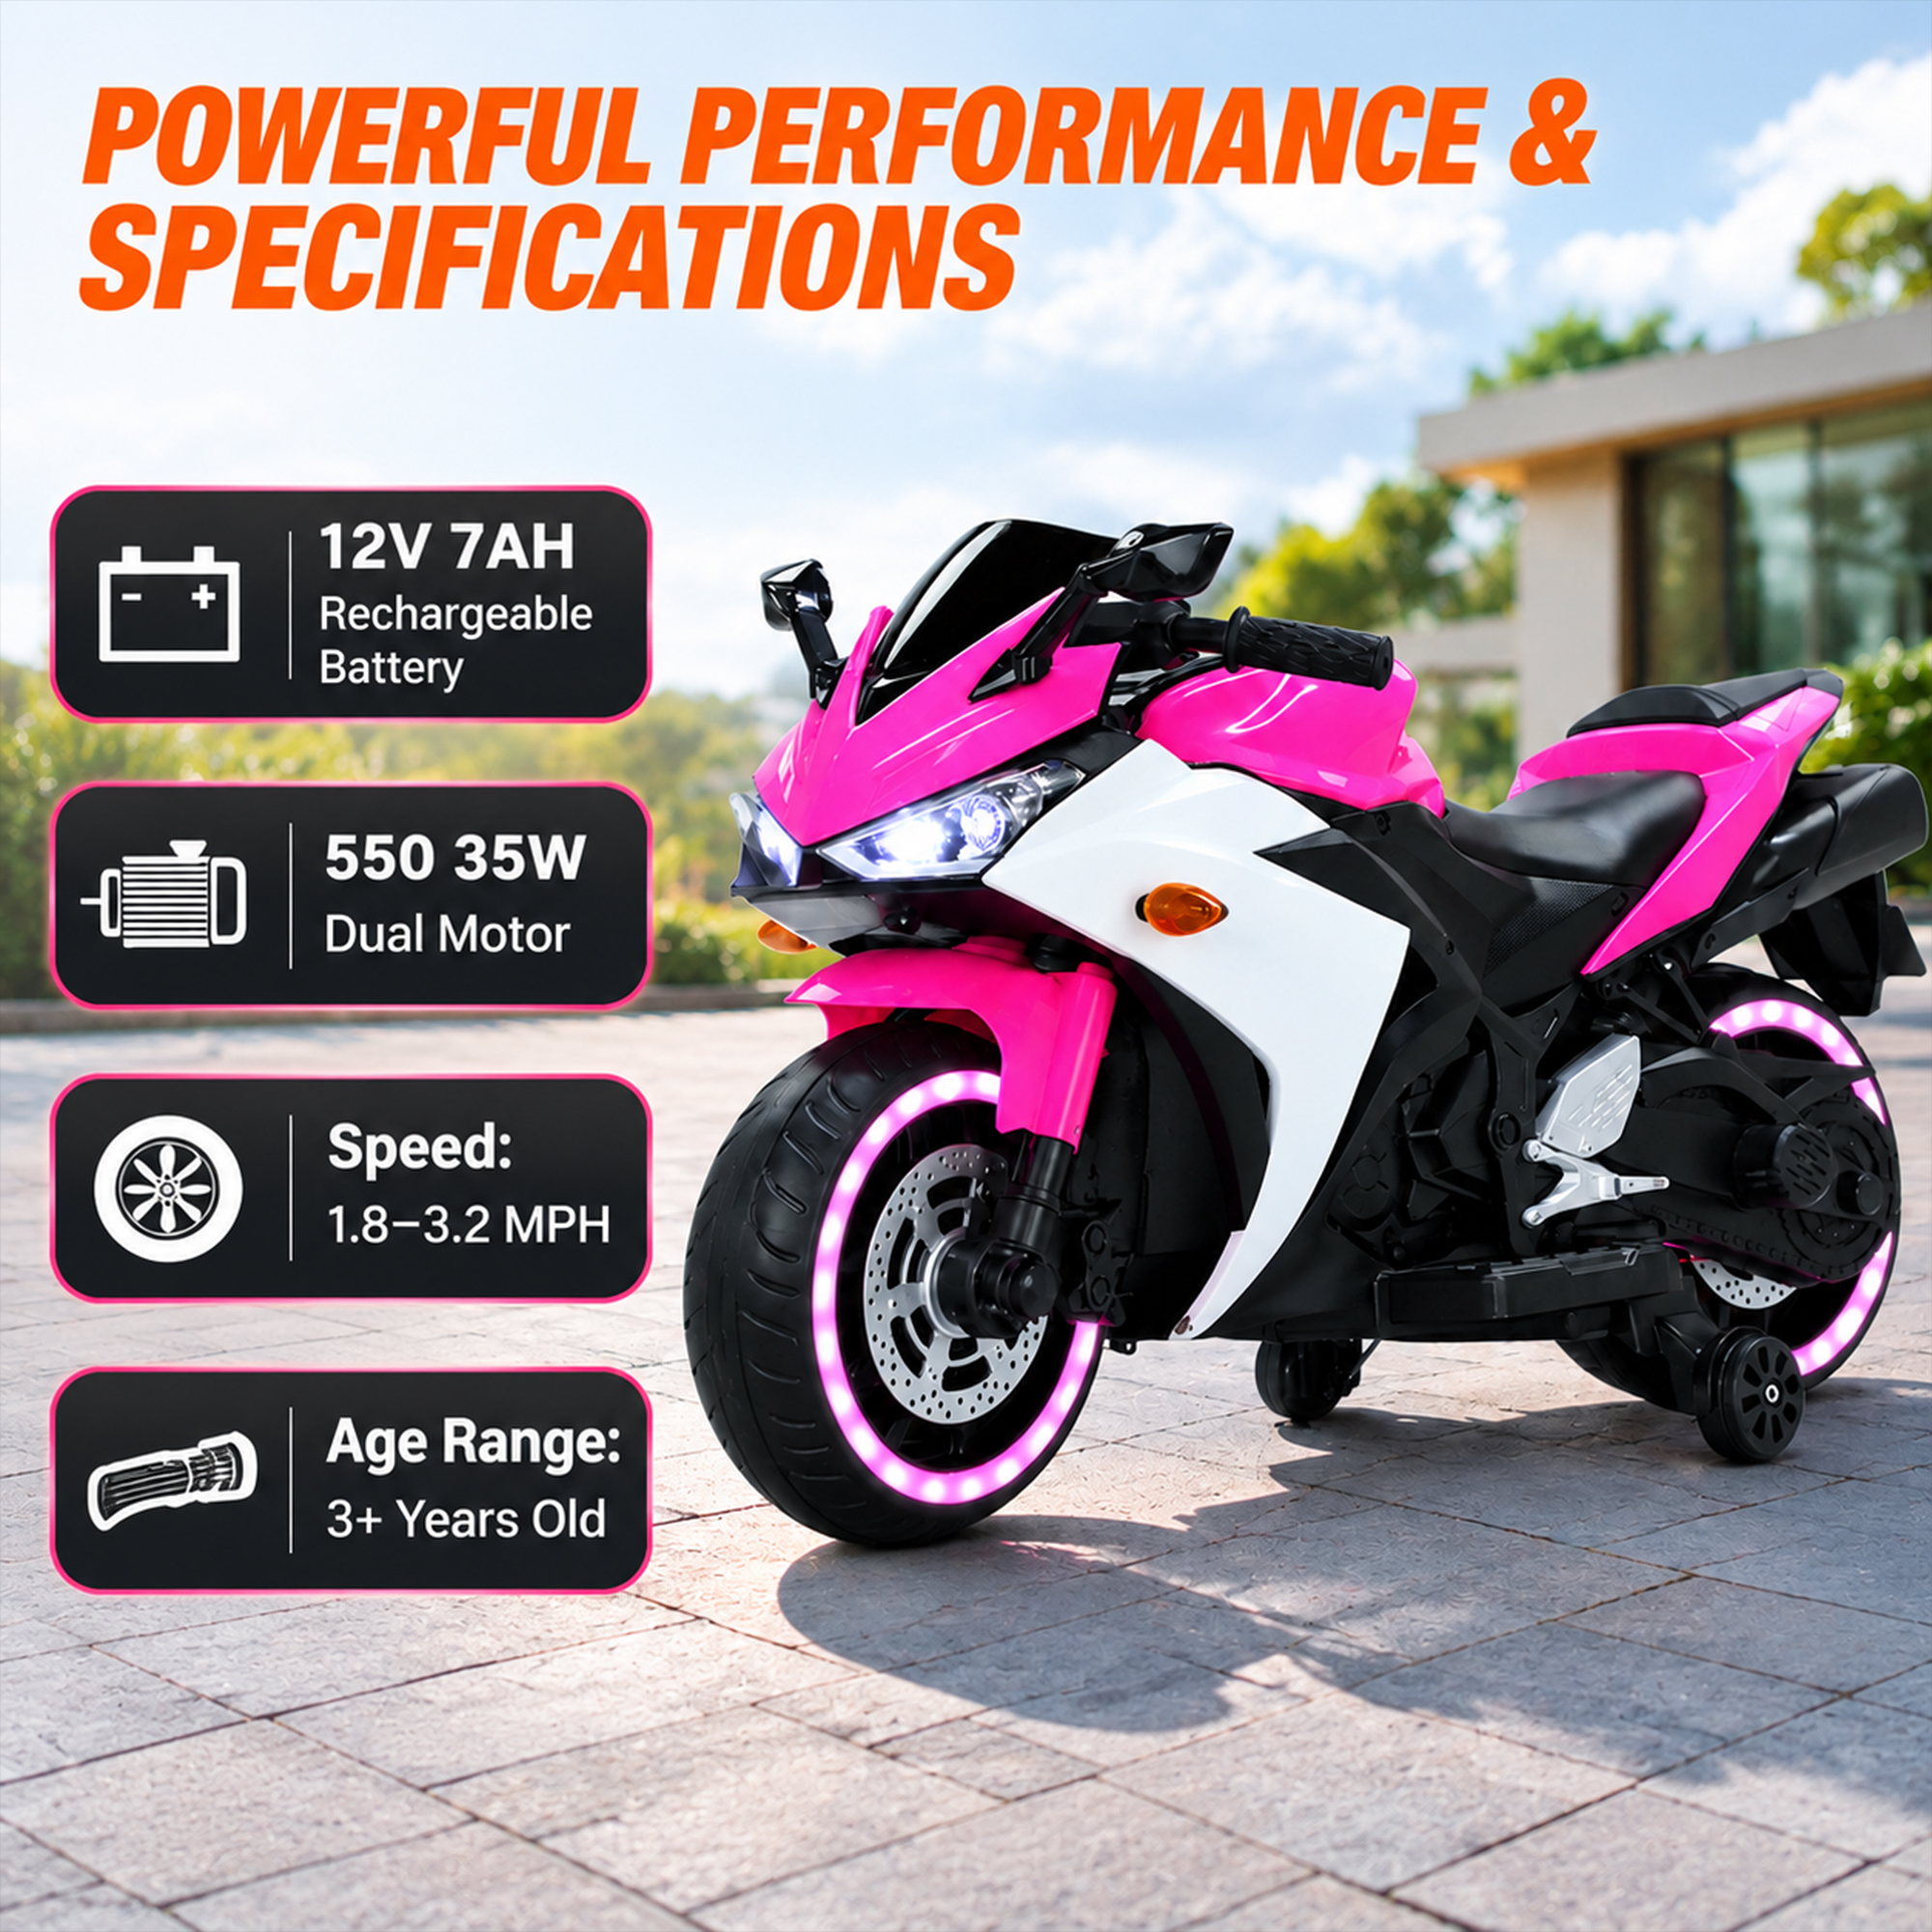 POWERFUL PERFORMANCE &
SPECIFICATIONS
12V 7AH
Rechargeable
Battery
550 35W
Dual Motor
Speed:
1.8–3.2 MPH
Age Range:
3+ Years Old